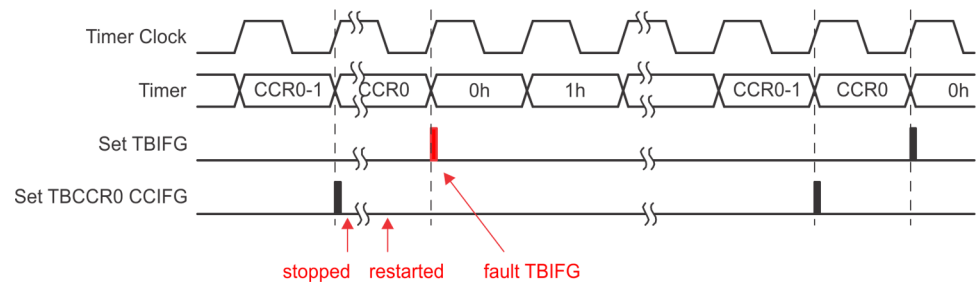 Timer Clock
Timer CCR0-1 CCR0 0h 1h CCR0-1 CCR0 0h
Set TBIFG
Set TBCCR0 CCIFG
stopped restarted fault TBIFG